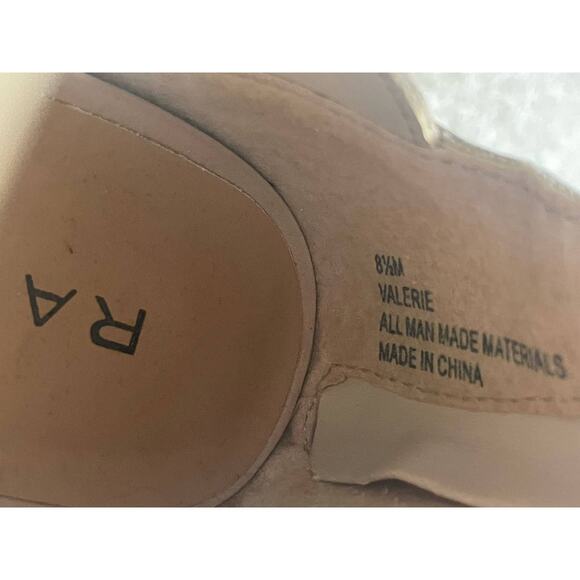 RA
8½M
VALERIE
ALL MAN MADE MATERIALS
MADE IN CHINA